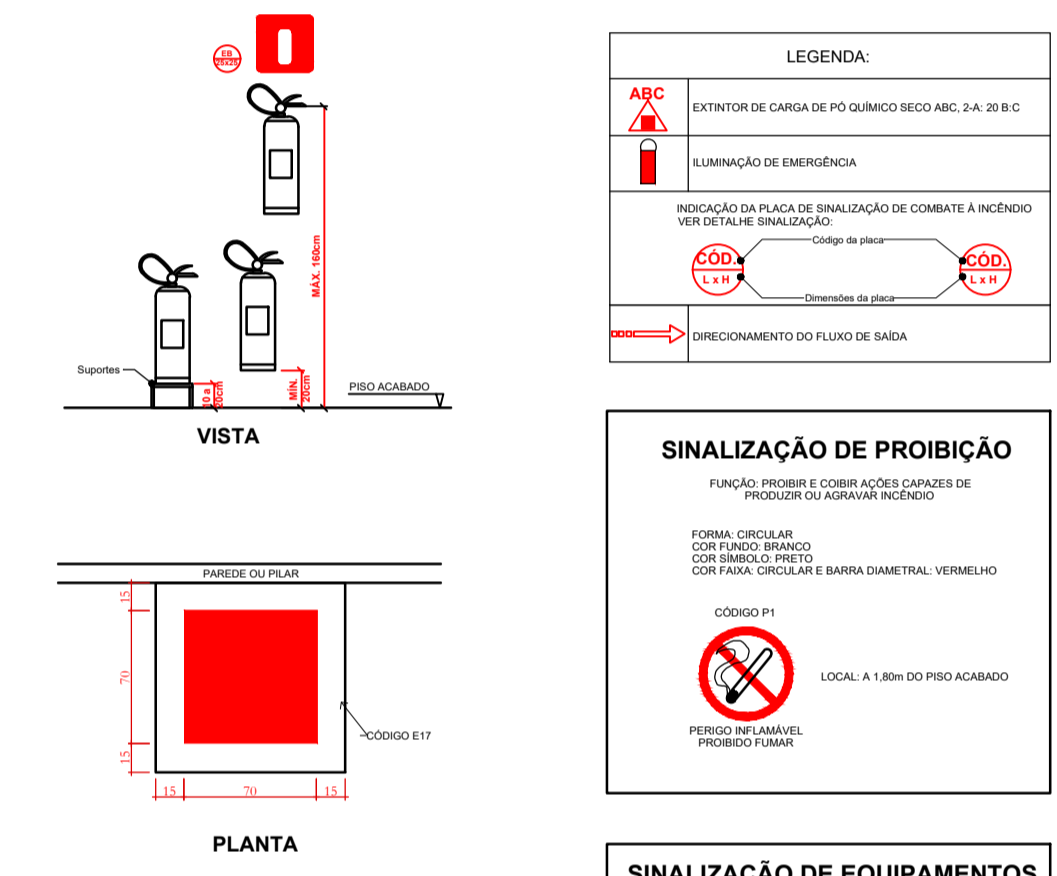 EB
25x25
MÁX. 160cm
Suportes
10 a
20cm
MÍN.
20cm
PISO ACABADO
VISTA
PAREDE OU PILAR
15
70
15
CÓDIGO E17
15
70
15
PLANTA
LEGENDA:
ABC
EXTINTOR DE CARGA DE PÓ QUÍMICO SECO ABC, 2-A: 20 B:C
ILUMINAÇÃO DE EMERGÊNCIA
INDICAÇÃO DA PLACA DE SINALIZAÇÃO DE COMBATE À INCÊNDIO
VER DETALHE SINALIZAÇÃO:
Código da placa
CÓD.
L x H
CÓD.
L x H
Dimensões da placa
DIRECIONAMENTO DO FLUXO DE SAÍDA
SINALIZAÇÃO DE PROIBIÇÃO
FUNÇÃO: PROIBIR E COIBIR AÇÕES CAPAZES DE
PRODUZIR OU AGRAVAR INCÊNDIO
FORMA: CIRCULAR
COR FUNDO: BRANCO
COR SÍMBOLO: PRETO
COR FAIXA: CIRCULAR E BARRA DIAMETRAL: VERMELHO
CÓDIGO P1
LOCAL: A 1,80m DO PISO ACABADO
PERIGO INFLAMÁVEL
PROIBIDO FUMAR
SINALIZAÇÃO DE EQUIPAMENTOS